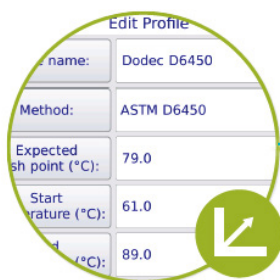 Edit Profile
name: Dodec D6450
Method: ASTM D6450
Expected
point (°C): 79.0
Start
(°C): 61.0
(°C): 89.0